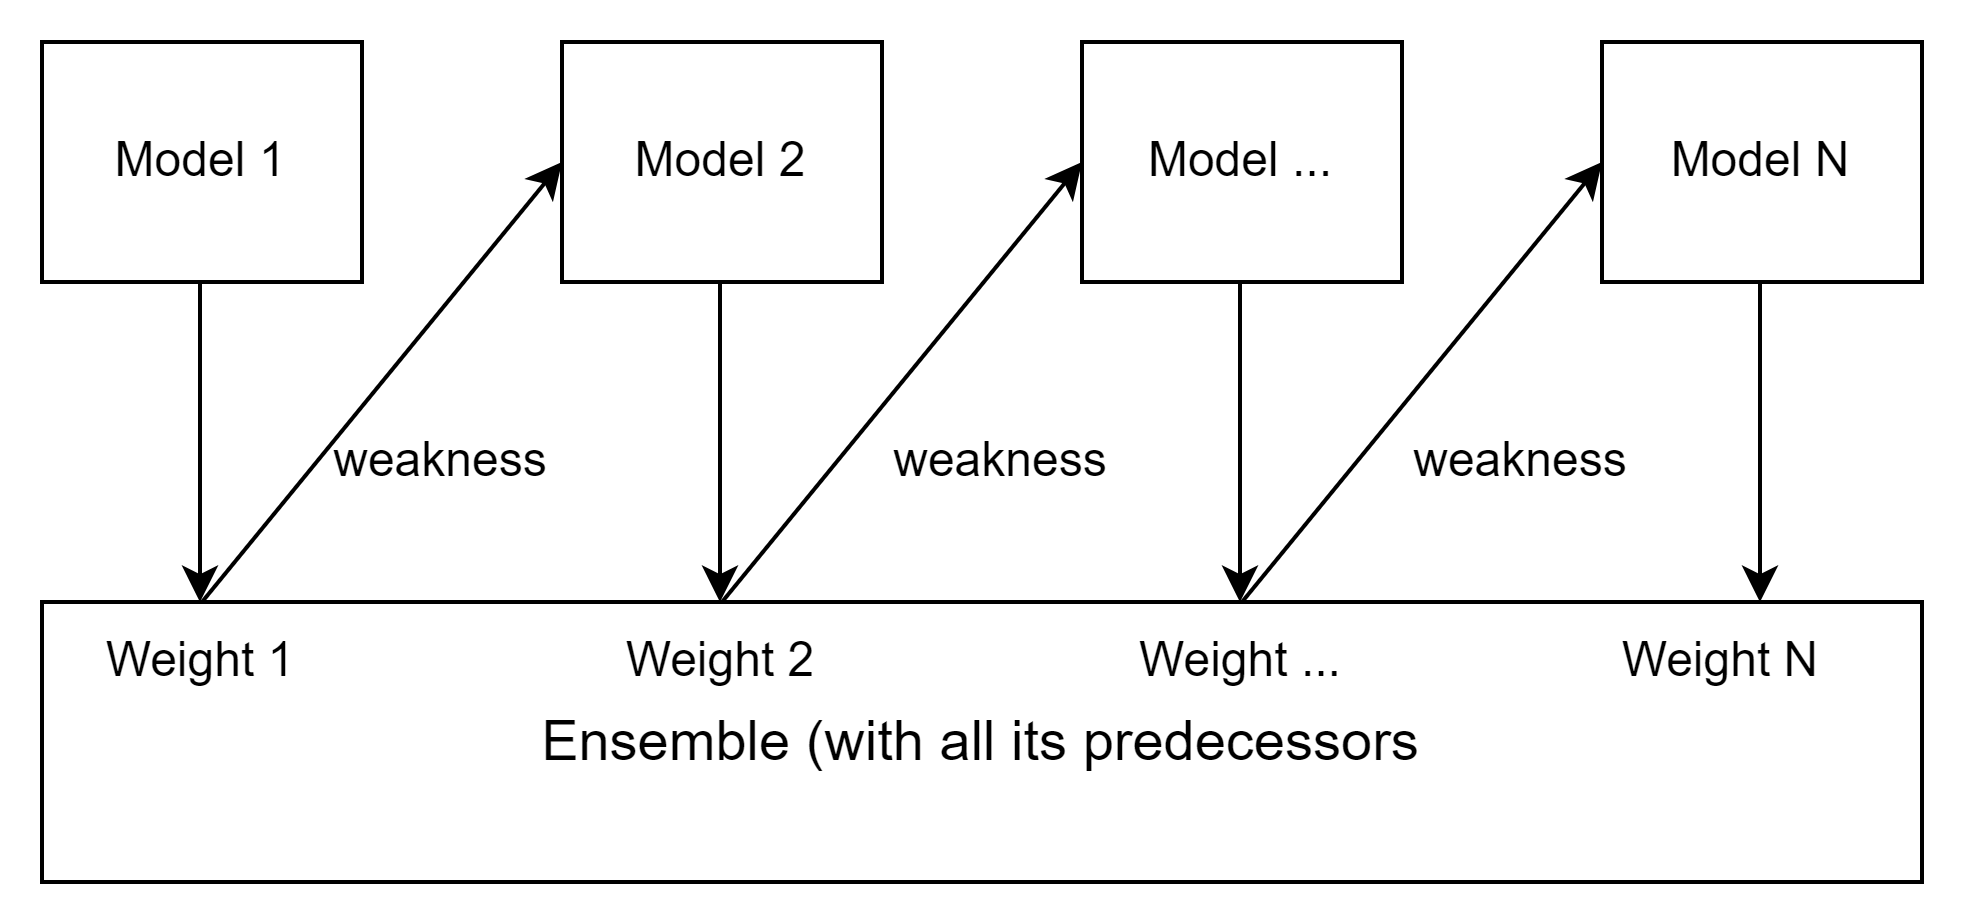 Model 1
Model 2
Model ...
Model N
weakness
weakness
weakness
Weight 1
Weight 2
Weight ...
Weight N
Ensemble (with all its predecessors